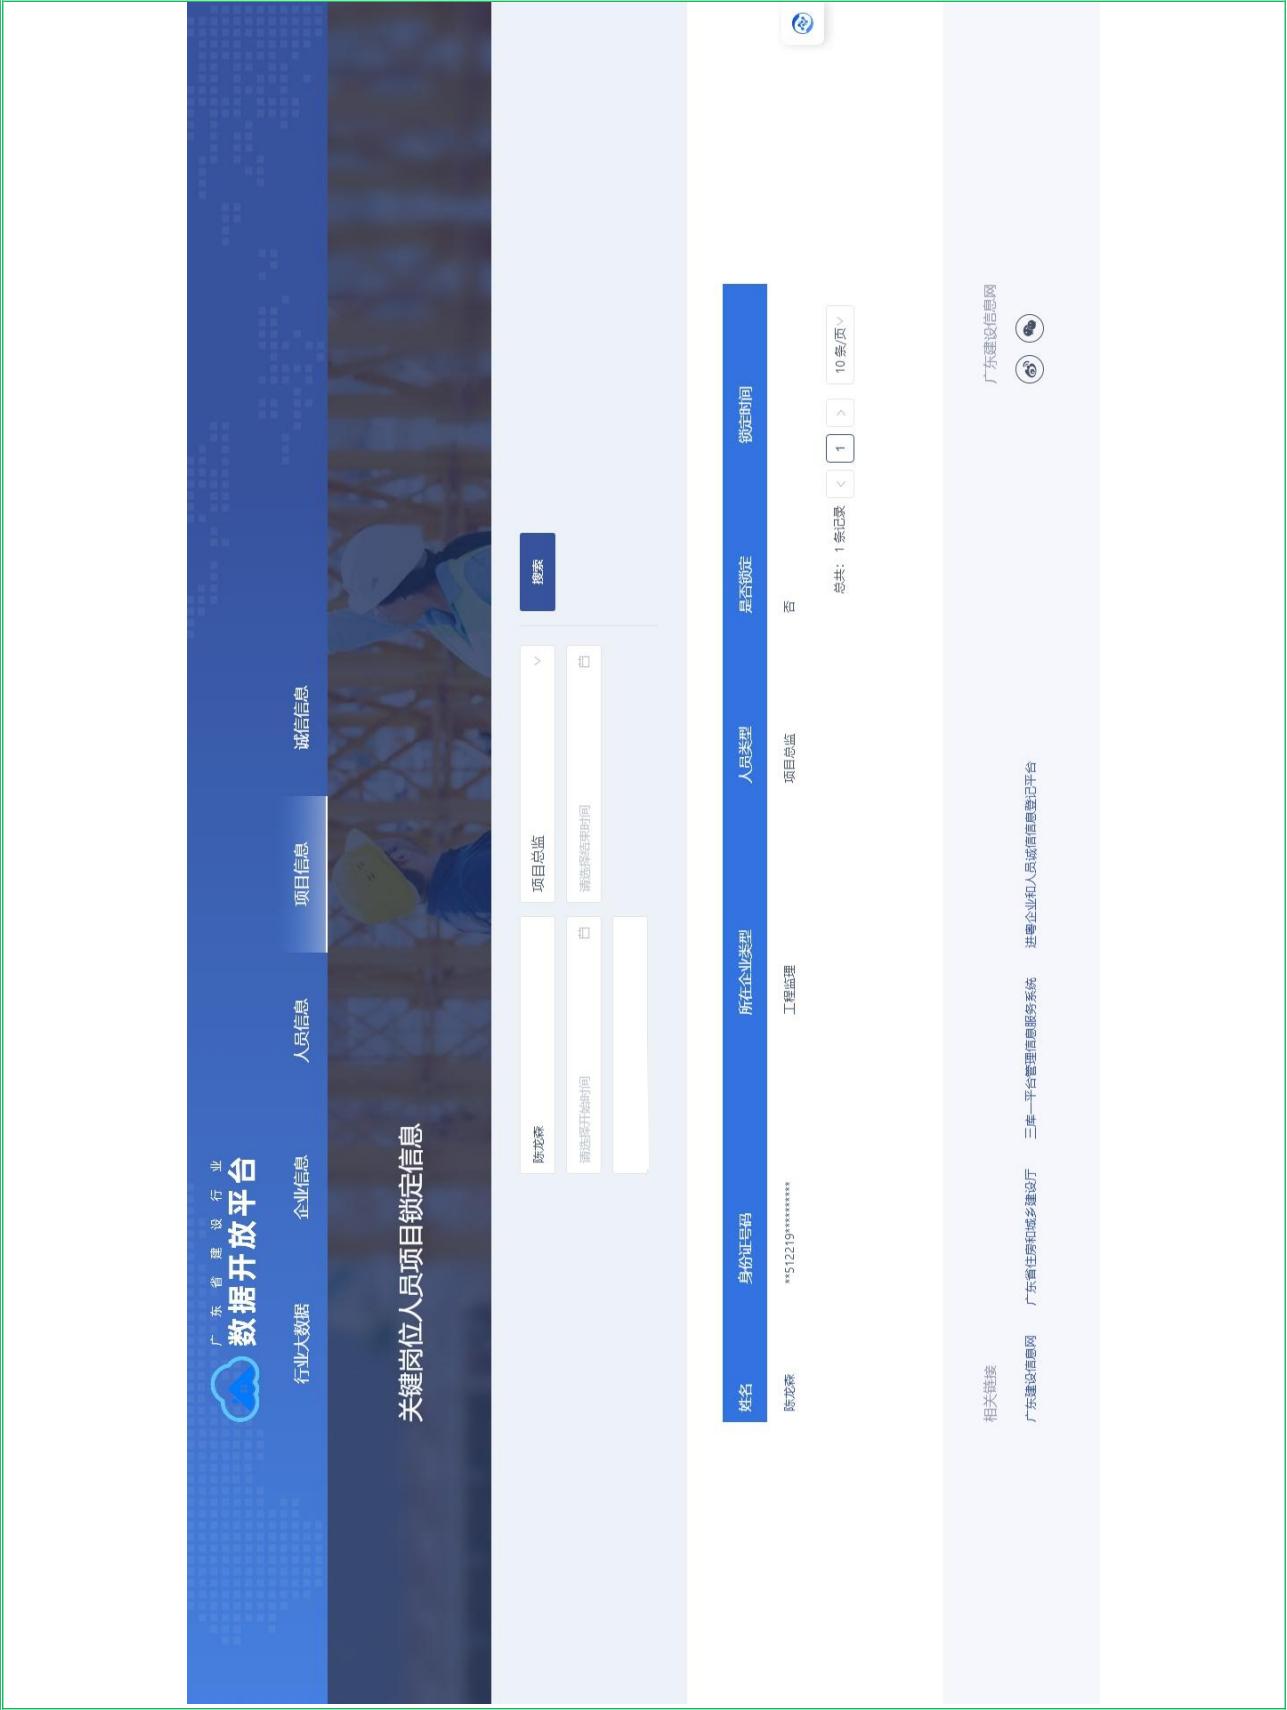 广东省建设行业
数据开放平台
行业大数据 企业信息 人员信息 项目信息 诚信信息
关键岗位人员项目锁定信息
陈龙森 项目总监 搜索
请选择开始时间 请选择结束时间
姓名 身份证号码 所在企业类型 人员类型 是否锁定 锁定时间
陈龙森 **512219*********** 工程监理 项目总监 否
总共： 1 条记录 < 1 > 10 条/页
相关链接 广东建设信息网
广东建设信息网 广东省住房和城乡建设厅 三库一平台管理信息服务系统 进粤企业和人员诚信信息登记平台